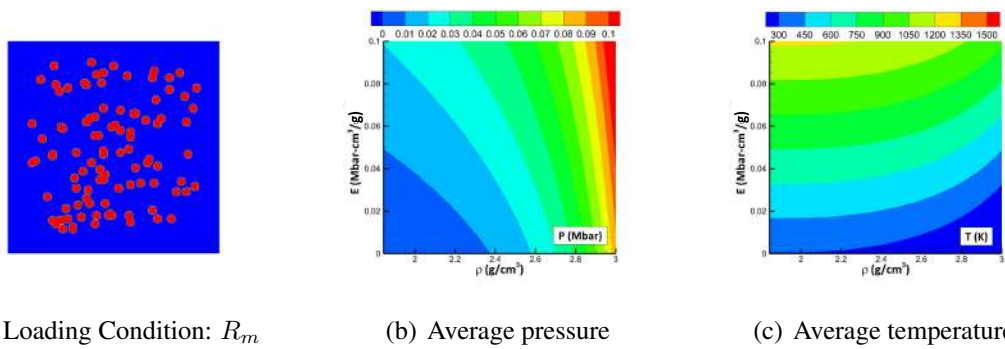 0 0.01 0.02 0.03 0.04 0.05 0.06 0.07 0.08 0.09 0.1
300 450 600 750 900 1050 1200 1350 1500
0.1
0.08
0.06
0.04
0.02
0
E (Mbar-cm³/g)
P (Mbar)
2 2.2 2.4 2.6 2.8 3
ρ (g/cm³)
0.1
0.08
0.06
0.04
0.02
0
E (Mbar-cm³/g)
T (K)
2 2.2 2.4 2.6 2.8 3
ρ (g/cm³)
Loading Condition: R_m
(b) Average pressure
(c) Average temperature